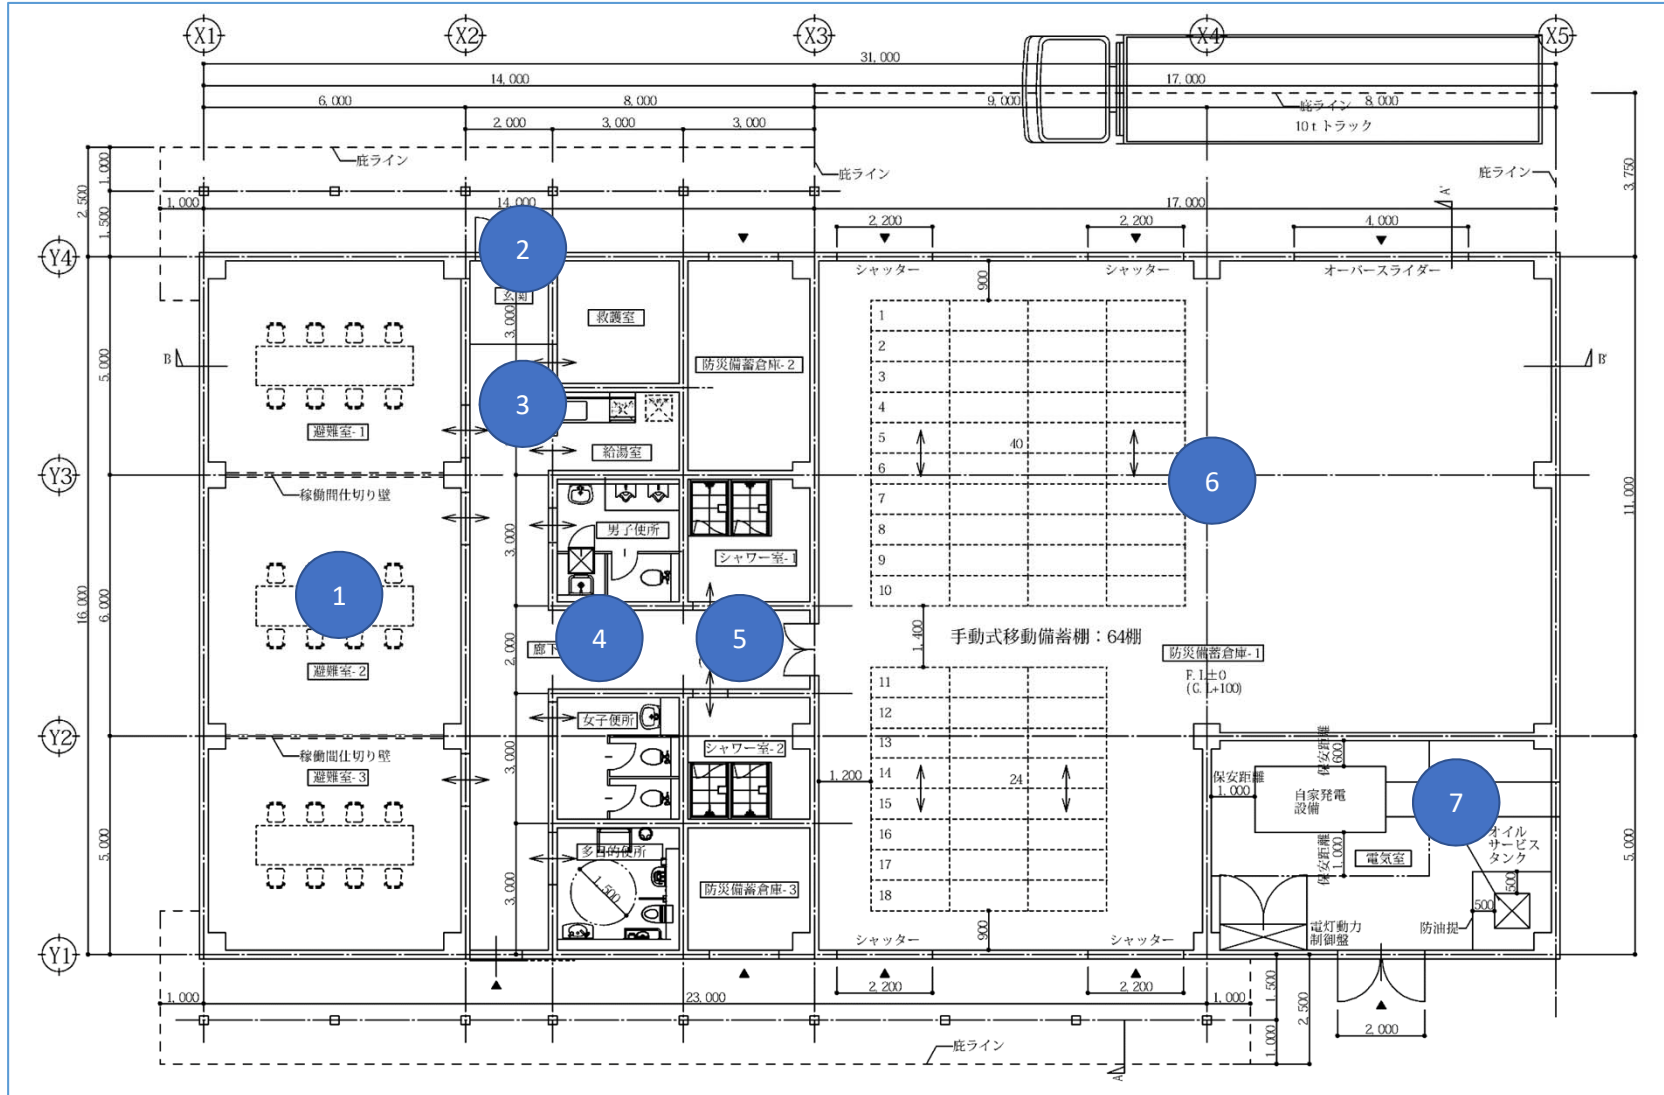 X1
X2
X3
X4
X5
31,000
14,000
17,000
6,000
8,000
9,000
8,000
庇ライン
10tトラック
2,000
3,000
3,000
庇ライン
庇ライン
庇ライン
1,000
2,500
1,500
3,750
A'
1,000
14,000
17,000
2,200
2,200
4,000
2
Y4
シャッター
シャッター
オーバースライダー
900
玄関
3,000
救護室
1
2
3
4
5
6
7
8
9
10
40
B
B'
5,000
防災備蓄倉庫-2
3
避難室-1
給湯室
6
Y3
稼働間仕切り壁
11,000
3,000
男子便所
シャワー室-1
16,000
6,000
1
4
5
1,400
手動式移動備蓄棚：64棚
2,000
廊下
防災備蓄倉庫-1
避難室-2
F.L±0
(G.L+100)
11
12
13
14
15
16
17
18
24
女子便所
Y2
シャワー室-2
稼働間仕切り壁
避難室-3
3,000
1,200
保安距離
600
保安距離
1,000
自家発電
設備
7
オイル
サービス
タンク
5,000
5,000
保安距離
1,000
電気室
多目的便所
1,500
3,000
防災備蓄倉庫-3
500
500
防油提
電灯動力
制御盤
900
シャッター
シャッター
Y1
1,000
23,000
2,200
2,200
1,000
1,500
2,500
1,000
2,000
庇ライン
A